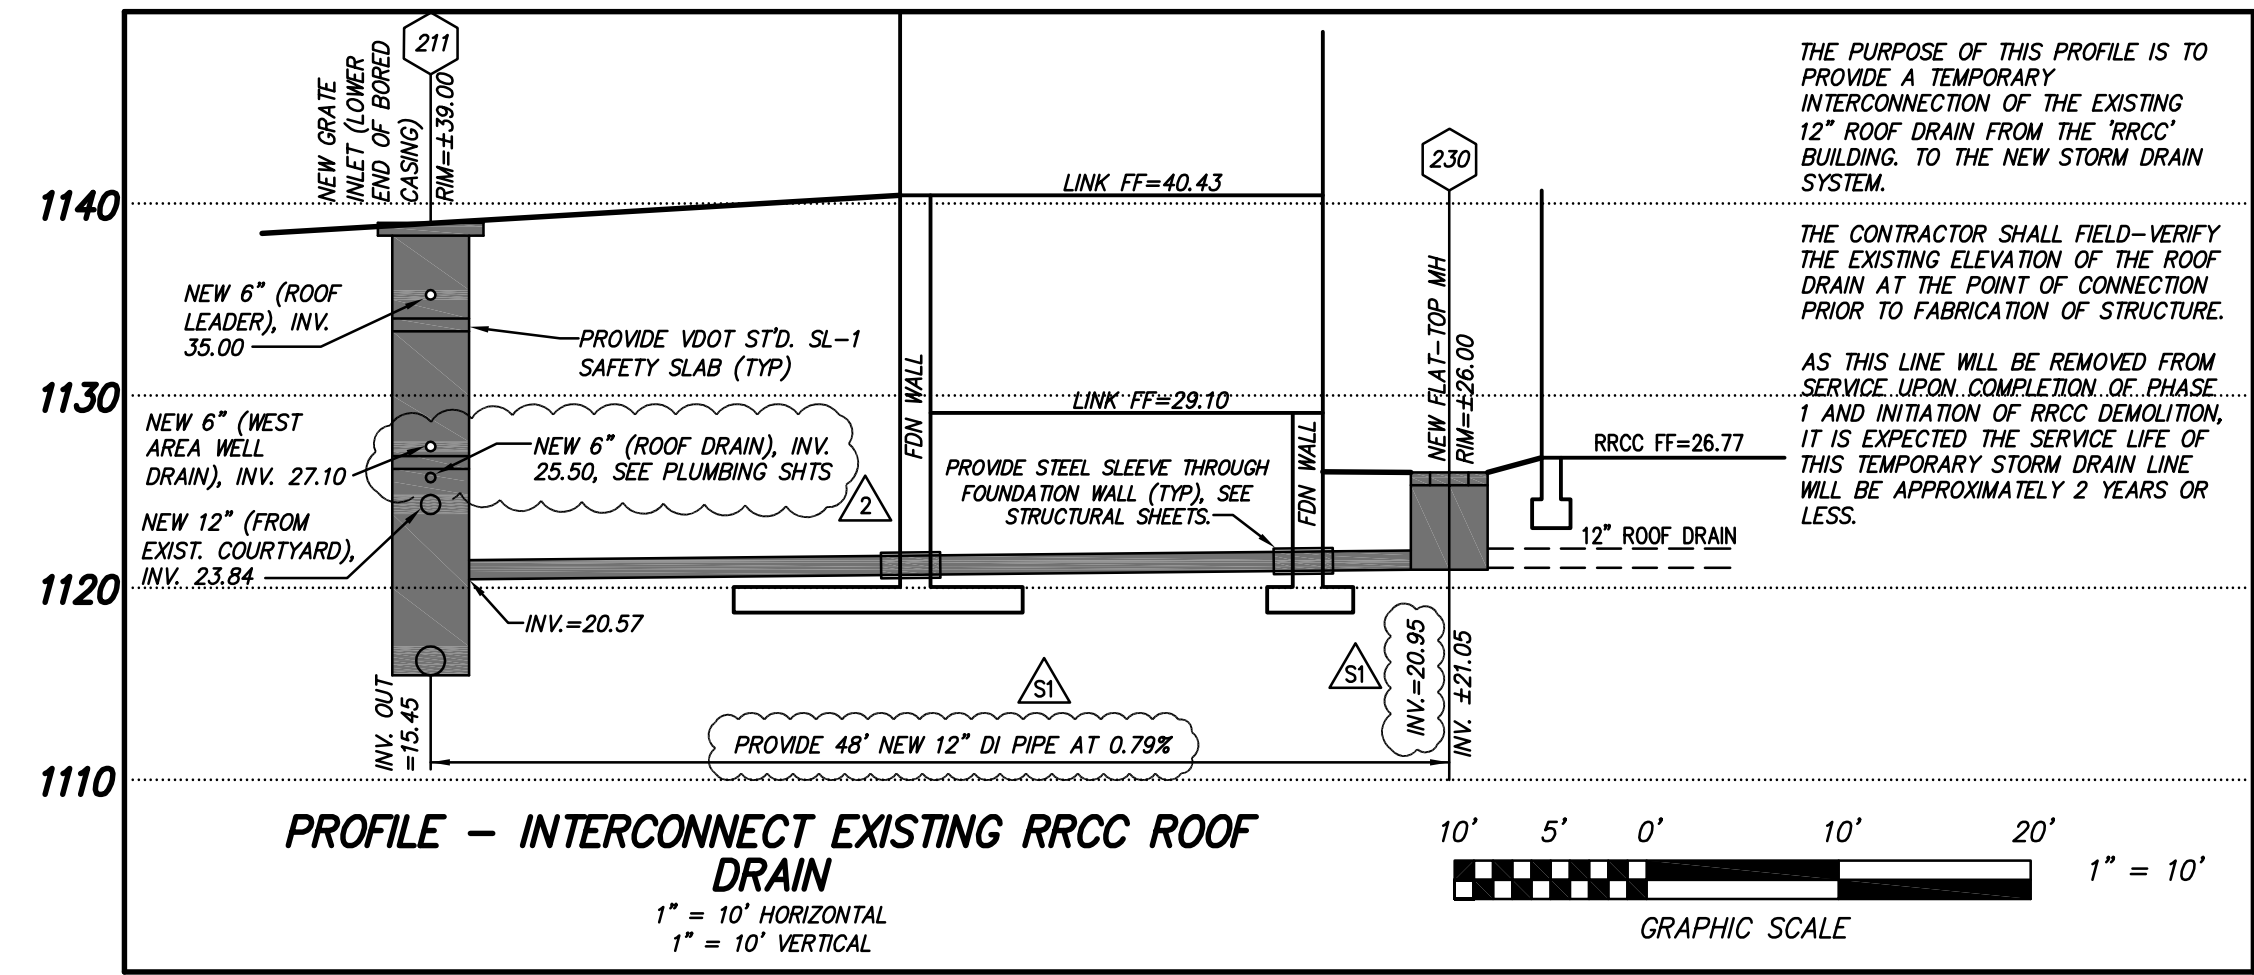 211
NEW GRATE
INLET (LOWER
END OF BORED
CASING)
RIM=±39.00
THE PURPOSE OF THIS PROFILE IS TO
PROVIDE A TEMPORARY
INTERCONNECTION OF THE EXISTING
12" ROOF DRAIN FROM THE 'RRCC'
BUILDING. TO THE NEW STORM DRAIN
SYSTEM.
THE CONTRACTOR SHALL FIELD-VERIFY
THE EXISTING ELEVATION OF THE ROOF
DRAIN AT THE POINT OF CONNECTION
PRIOR TO FABRICATION OF STRUCTURE.
AS THIS LINE WILL BE REMOVED FROM
SERVICE UPON COMPLETION OF PHASE
1 AND INITIATION OF RRCC DEMOLITION,
IT IS EXPECTED THE SERVICE LIFE OF
THIS TEMPORARY STORM DRAIN LINE
WILL BE APPROXIMATELY 2 YEARS OR
LESS.
230
NEW FLAT-TOP MH
RIM=±26.00
LINK FF=40.43
1140
NEW 6" (ROOF
LEADER), INV.
35.00
PROVIDE VDOT ST'D. SL-1
SAFETY SLAB (TYP)
FDN WALL
1130
LINK FF=29.10
NEW 6" (WEST
AREA WELL
DRAIN), INV. 27.10
NEW 6" (ROOF DRAIN), INV.
25.50, SEE PLUMBING SHTS
2
PROVIDE STEEL SLEEVE THROUGH
FOUNDATION WALL (TYP), SEE
STRUCTURAL SHEETS.
FDN WALL
RRCC FF=26.77
12" ROOF DRAIN
NEW 12" (FROM
EXIST. COURTYARD),
INV. 23.84
1120
INV.=20.57
S1
S1
INV.=20.95
INV. ±21.05
INV. OUT
=15.45
PROVIDE 48' NEW 12" DI PIPE AT 0.79%
1110
PROFILE - INTERCONNECT EXISTING RRCC ROOF
DRAIN
1" = 10' HORIZONTAL
1" = 10' VERTICAL
10' 5' 0' 10' 20'
1" = 10'
GRAPHIC SCALE